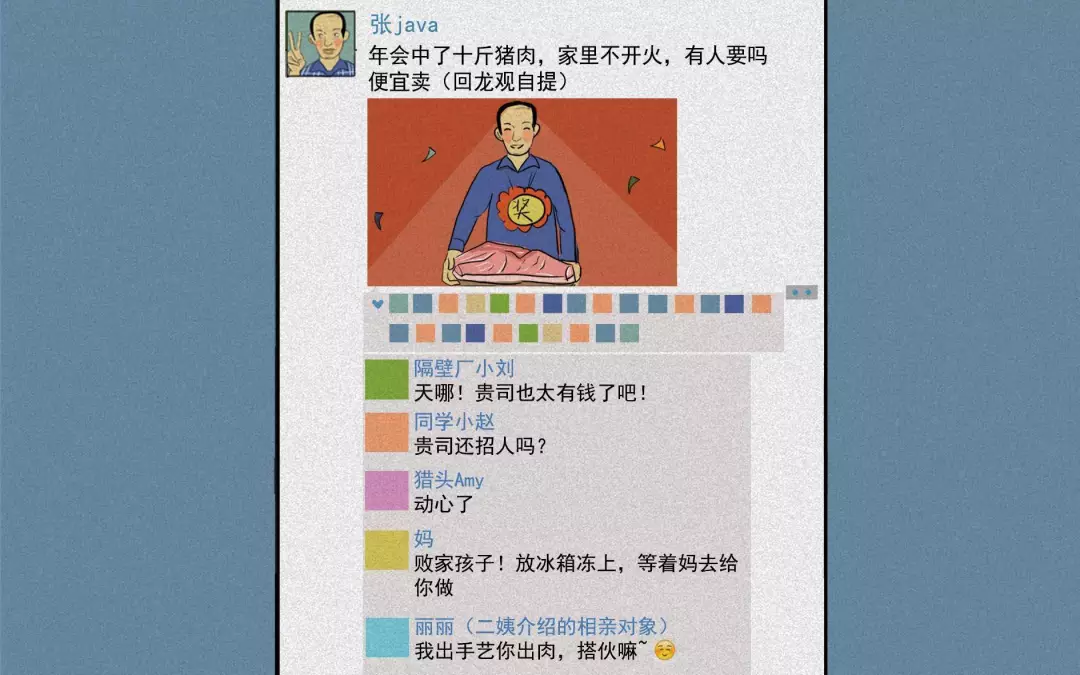 张java
年会中了十斤猪肉，家里不开火，有人要吗
便宜卖（回龙观自提）
奖
隔壁厂小刘
天哪！贵司也太有钱了吧！
同学小赵
贵司还招人吗？
猎头Amy
动心了
妈
败家孩子！放冰箱冻上，等着妈去给
你做
丽丽（二姨介绍的相亲对象）
我出手艺你出肉，搭伙嘛~